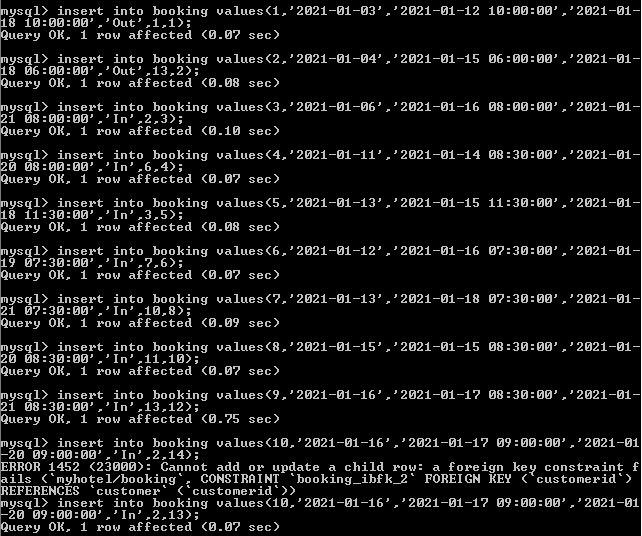 mysql> insert into booking values(1,'2021-01-03','2021-01-12 10:00:00','2021-01-
18 10:00:00','Out',1,1);
Query OK, 1 row affected (0.07 sec)
mysql> insert into booking values(2,'2021-01-04','2021-01-15 06:00:00','2021-01-
18 06:00:00','Out',13,2);
Query OK, 1 row affected (0.08 sec)
mysql> insert into booking values(3,'2021-01-06','2021-01-16 08:00:00','2021-01-
21 08:00:00','In',2,3);
Query OK, 1 row affected (0.10 sec)
mysql> insert into booking values(4,'2021-01-11','2021-01-14 08:30:00','2021-01-
20 08:00:00','In',6,4);
Query OK, 1 row affected (0.07 sec)
mysql> insert into booking values(5,'2021-01-13','2021-01-15 11:30:00','2021-01-
18 11:30:00','In',3,5);
Query OK, 1 row affected (0.08 sec)
mysql> insert into booking values(6,'2021-01-12','2021-01-16 07:30:00','2021-01-
19 07:30:00','In',7,6);
Query OK, 1 row affected (0.07 sec)
mysql> insert into booking values(7,'2021-01-13','2021-01-18 07:30:00','2021-01-
21 07:30:00','In',10,8);
Query OK, 1 row affected (0.09 sec)
mysql> insert into booking values(8,'2021-01-15','2021-01-15 08:30:00','2021-01-
20 08:30:00','In',11,10);
Query OK, 1 row affected (0.07 sec)
mysql> insert into booking values(9,'2021-01-16','2021-01-17 08:30:00','2021-01-
21 08:30:00','In',13,12);
Query OK, 1 row affected (0.75 sec)
mysql> insert into booking values(10,'2021-01-16','2021-01-17 09:00:00','2021-01
-20 09:00:00','In',2,14);
ERROR 1452 (23000): Cannot add or update a child row: a foreign key constraint f
ails (`myhotel/booking`, CONSTRAINT `booking_ibfk_2` FOREIGN KEY (`customerid`)
REFERENCES `customer` (`customerid`))
mysql> insert into booking values(10,'2021-01-16','2021-01-17 09:00:00','2021-01
-20 09:00:00','In',2,13);
Query OK, 1 row affected (0.07 sec)